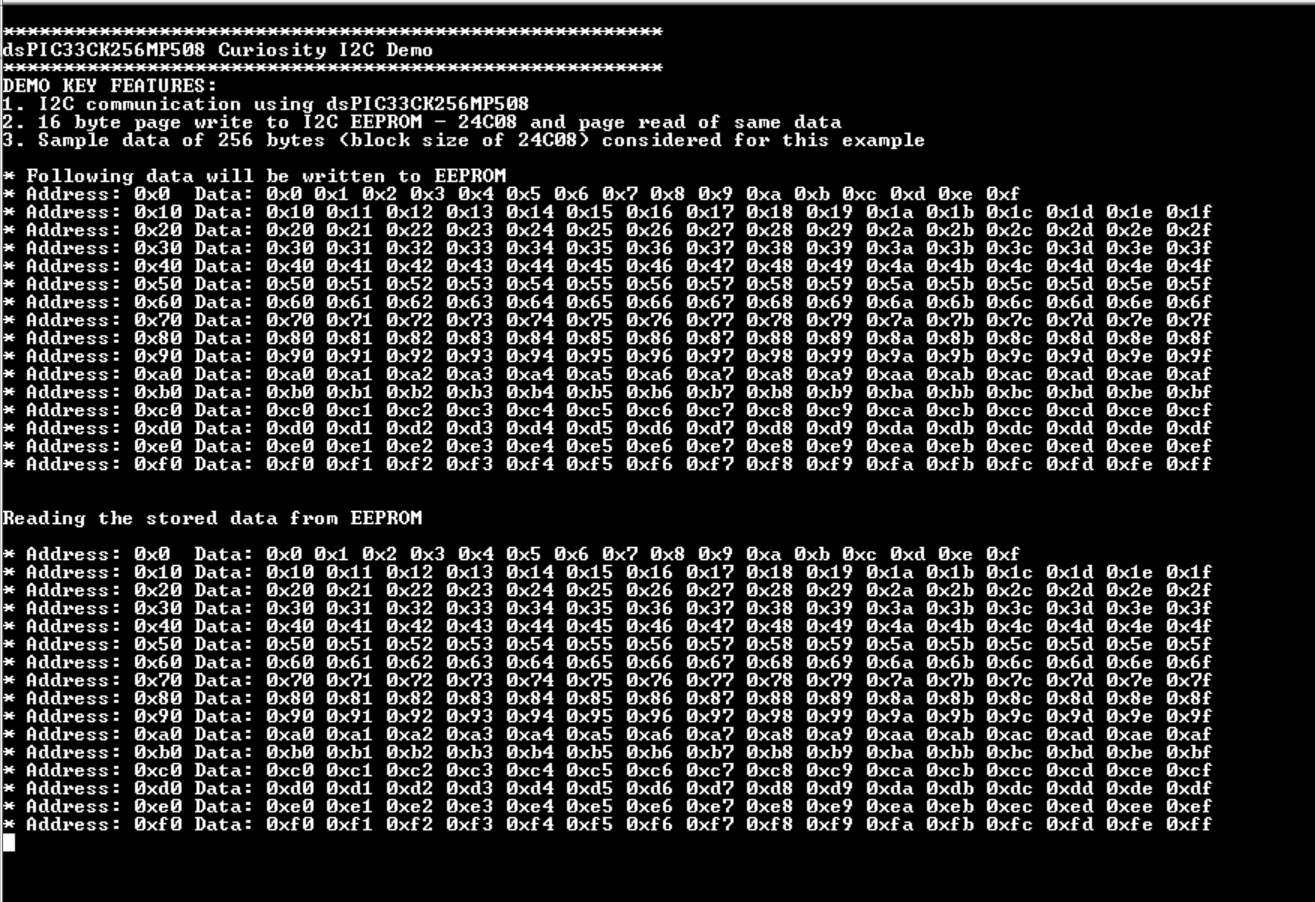 *******************************************************
dsPIC33CK256MP508 Curiosity I2C Demo
*******************************************************
DEMO KEY FEATURES:
1. I2C communication using dsPIC33CK256MP508
2. 16 byte page write to I2C EEPROM - 24C08 and page read of same data
3. Sample data of 256 bytes (block size of 24C08) considered for this example
* Following data will be written to EEPROM
* Address: 0x0  Data: 0x0 0x1 0x2 0x3 0x4 0x5 0x6 0x7 0x8 0x9 0xa 0xb 0xc 0xd 0xe 0xf
* Address: 0x10 Data: 0x10 0x11 0x12 0x13 0x14 0x15 0x16 0x17 0x18 0x19 0x1a 0x1b 0x1c 0x1d 0x1e 0x1f
* Address: 0x20 Data: 0x20 0x21 0x22 0x23 0x24 0x25 0x26 0x27 0x28 0x29 0x2a 0x2b 0x2c 0x2d 0x2e 0x2f
* Address: 0x30 Data: 0x30 0x31 0x32 0x33 0x34 0x35 0x36 0x37 0x38 0x39 0x3a 0x3b 0x3c 0x3d 0x3e 0x3f
* Address: 0x40 Data: 0x40 0x41 0x42 0x43 0x44 0x45 0x46 0x47 0x48 0x49 0x4a 0x4b 0x4c 0x4d 0x4e 0x4f
* Address: 0x50 Data: 0x50 0x51 0x52 0x53 0x54 0x55 0x56 0x57 0x58 0x59 0x5a 0x5b 0x5c 0x5d 0x5e 0x5f
* Address: 0x60 Data: 0x60 0x61 0x62 0x63 0x64 0x65 0x66 0x67 0x68 0x69 0x6a 0x6b 0x6c 0x6d 0x6e 0x6f
* Address: 0x70 Data: 0x70 0x71 0x72 0x73 0x74 0x75 0x76 0x77 0x78 0x79 0x7a 0x7b 0x7c 0x7d 0x7e 0x7f
* Address: 0x80 Data: 0x80 0x81 0x82 0x83 0x84 0x85 0x86 0x87 0x88 0x89 0x8a 0x8b 0x8c 0x8d 0x8e 0x8f
* Address: 0x90 Data: 0x90 0x91 0x92 0x93 0x94 0x95 0x96 0x97 0x98 0x99 0x9a 0x9b 0x9c 0x9d 0x9e 0x9f
* Address: 0xa0 Data: 0xa0 0xa1 0xa2 0xa3 0xa4 0xa5 0xa6 0xa7 0xa8 0xa9 0xaa 0xab 0xac 0xad 0xae 0xaf
* Address: 0xb0 Data: 0xb0 0xb1 0xb2 0xb3 0xb4 0xb5 0xb6 0xb7 0xb8 0xb9 0xba 0xbb 0xbc 0xbd 0xbe 0xbf
* Address: 0xc0 Data: 0xc0 0xc1 0xc2 0xc3 0xc4 0xc5 0xc6 0xc7 0xc8 0xc9 0xca 0xcb 0xcc 0xcd 0xce 0xcf
* Address: 0xd0 Data: 0xd0 0xd1 0xd2 0xd3 0xd4 0xd5 0xd6 0xd7 0xd8 0xd9 0xda 0xdb 0xdc 0xdd 0xde 0xdf
* Address: 0xe0 Data: 0xe0 0xe1 0xe2 0xe3 0xe4 0xe5 0xe6 0xe7 0xe8 0xe9 0xea 0xeb 0xec 0xed 0xee 0xef
* Address: 0xf0 Data: 0xf0 0xf1 0xf2 0xf3 0xf4 0xf5 0xf6 0xf7 0xf8 0xf9 0xfa 0xfb 0xfc 0xfd 0xfe 0xff
Reading the stored data from EEPROM
* Address: 0x0  Data: 0x0 0x1 0x2 0x3 0x4 0x5 0x6 0x7 0x8 0x9 0xa 0xb 0xc 0xd 0xe 0xf
* Address: 0x10 Data: 0x10 0x11 0x12 0x13 0x14 0x15 0x16 0x17 0x18 0x19 0x1a 0x1b 0x1c 0x1d 0x1e 0x1f
* Address: 0x20 Data: 0x20 0x21 0x22 0x23 0x24 0x25 0x26 0x27 0x28 0x29 0x2a 0x2b 0x2c 0x2d 0x2e 0x2f
* Address: 0x30 Data: 0x30 0x31 0x32 0x33 0x34 0x35 0x36 0x37 0x38 0x39 0x3a 0x3b 0x3c 0x3d 0x3e 0x3f
* Address: 0x40 Data: 0x40 0x41 0x42 0x43 0x44 0x45 0x46 0x47 0x48 0x49 0x4a 0x4b 0x4c 0x4d 0x4e 0x4f
* Address: 0x50 Data: 0x50 0x51 0x52 0x53 0x54 0x55 0x56 0x57 0x58 0x59 0x5a 0x5b 0x5c 0x5d 0x5e 0x5f
* Address: 0x60 Data: 0x60 0x61 0x62 0x63 0x64 0x65 0x66 0x67 0x68 0x69 0x6a 0x6b 0x6c 0x6d 0x6e 0x6f
* Address: 0x70 Data: 0x70 0x71 0x72 0x73 0x74 0x75 0x76 0x77 0x78 0x79 0x7a 0x7b 0x7c 0x7d 0x7e 0x7f
* Address: 0x80 Data: 0x80 0x81 0x82 0x83 0x84 0x85 0x86 0x87 0x88 0x89 0x8a 0x8b 0x8c 0x8d 0x8e 0x8f
* Address: 0x90 Data: 0x90 0x91 0x92 0x93 0x94 0x95 0x96 0x97 0x98 0x99 0x9a 0x9b 0x9c 0x9d 0x9e 0x9f
* Address: 0xa0 Data: 0xa0 0xa1 0xa2 0xa3 0xa4 0xa5 0xa6 0xa7 0xa8 0xa9 0xaa 0xab 0xac 0xad 0xae 0xaf
* Address: 0xb0 Data: 0xb0 0xb1 0xb2 0xb3 0xb4 0xb5 0xb6 0xb7 0xb8 0xb9 0xba 0xbb 0xbc 0xbd 0xbe 0xbf
* Address: 0xc0 Data: 0xc0 0xc1 0xc2 0xc3 0xc4 0xc5 0xc6 0xc7 0xc8 0xc9 0xca 0xcb 0xcc 0xcd 0xce 0xcf
* Address: 0xd0 Data: 0xd0 0xd1 0xd2 0xd3 0xd4 0xd5 0xd6 0xd7 0xd8 0xd9 0xda 0xdb 0xdc 0xdd 0xde 0xdf
* Address: 0xe0 Data: 0xe0 0xe1 0xe2 0xe3 0xe4 0xe5 0xe6 0xe7 0xe8 0xe9 0xea 0xeb 0xec 0xed 0xee 0xef
* Address: 0xf0 Data: 0xf0 0xf1 0xf2 0xf3 0xf4 0xf5 0xf6 0xf7 0xf8 0xf9 0xfa 0xfb 0xfc 0xfd 0xfe 0xff